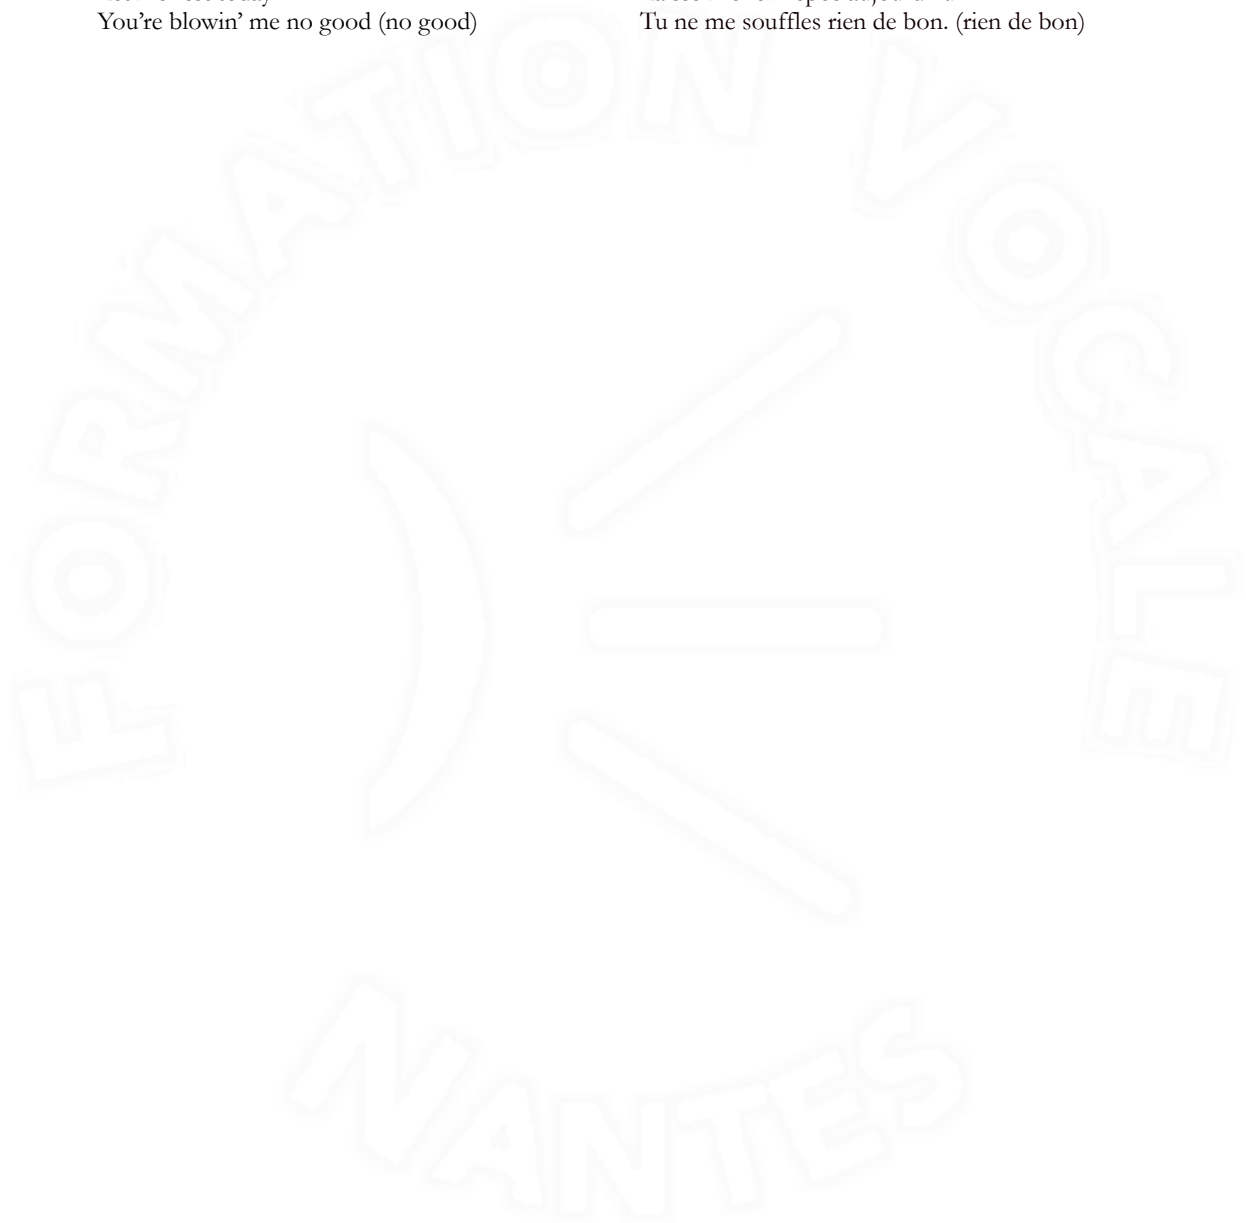 today
You’re blowin’ me no good (no good)
Tu ne me souffles rien de bon. (rien de bon)
FORMATION VOCALE
NANTES